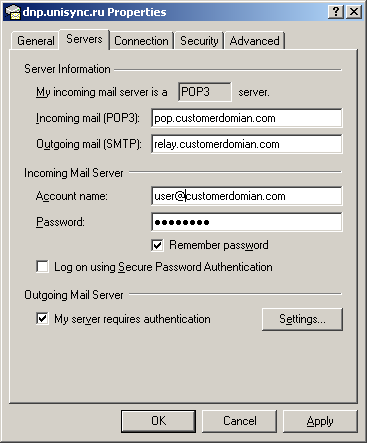 dnp.unisync.ru Properties
General Servers Connection Security Advanced
Server Information
My incoming mail server is a POP3 server.
Incoming mail (POP3): pop.customerdomian.com
Outgoing mail (SMTP): relay.customerdomian.com
Incoming Mail Server
Account name: user@customerdomian.com
Password: ●●●●●●●●
Remember password
Log on using Secure Password Authentication
Outgoing Mail Server
My server requires authentication Settings...
OK Cancel Apply